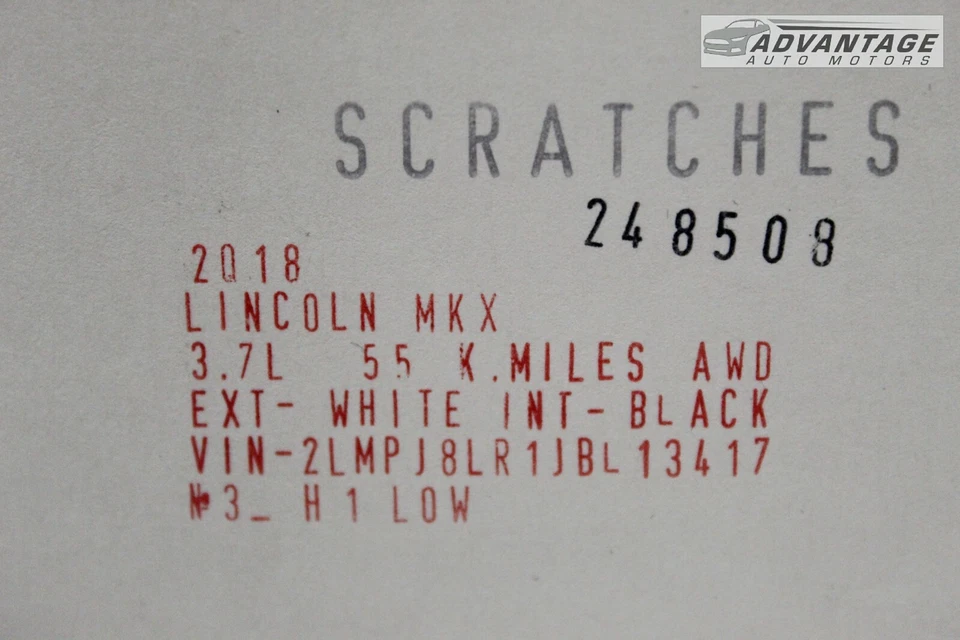 ADVANTAGE
AUTO MOTORS
SCRATCHES
248508
2018
LINCOLN MKX
3.7L 55 K.MILES AWD
EXT- WHITE INT- BLACK
VIN-2LMPJ8LR1JBL13417
№3_ H1 LOW